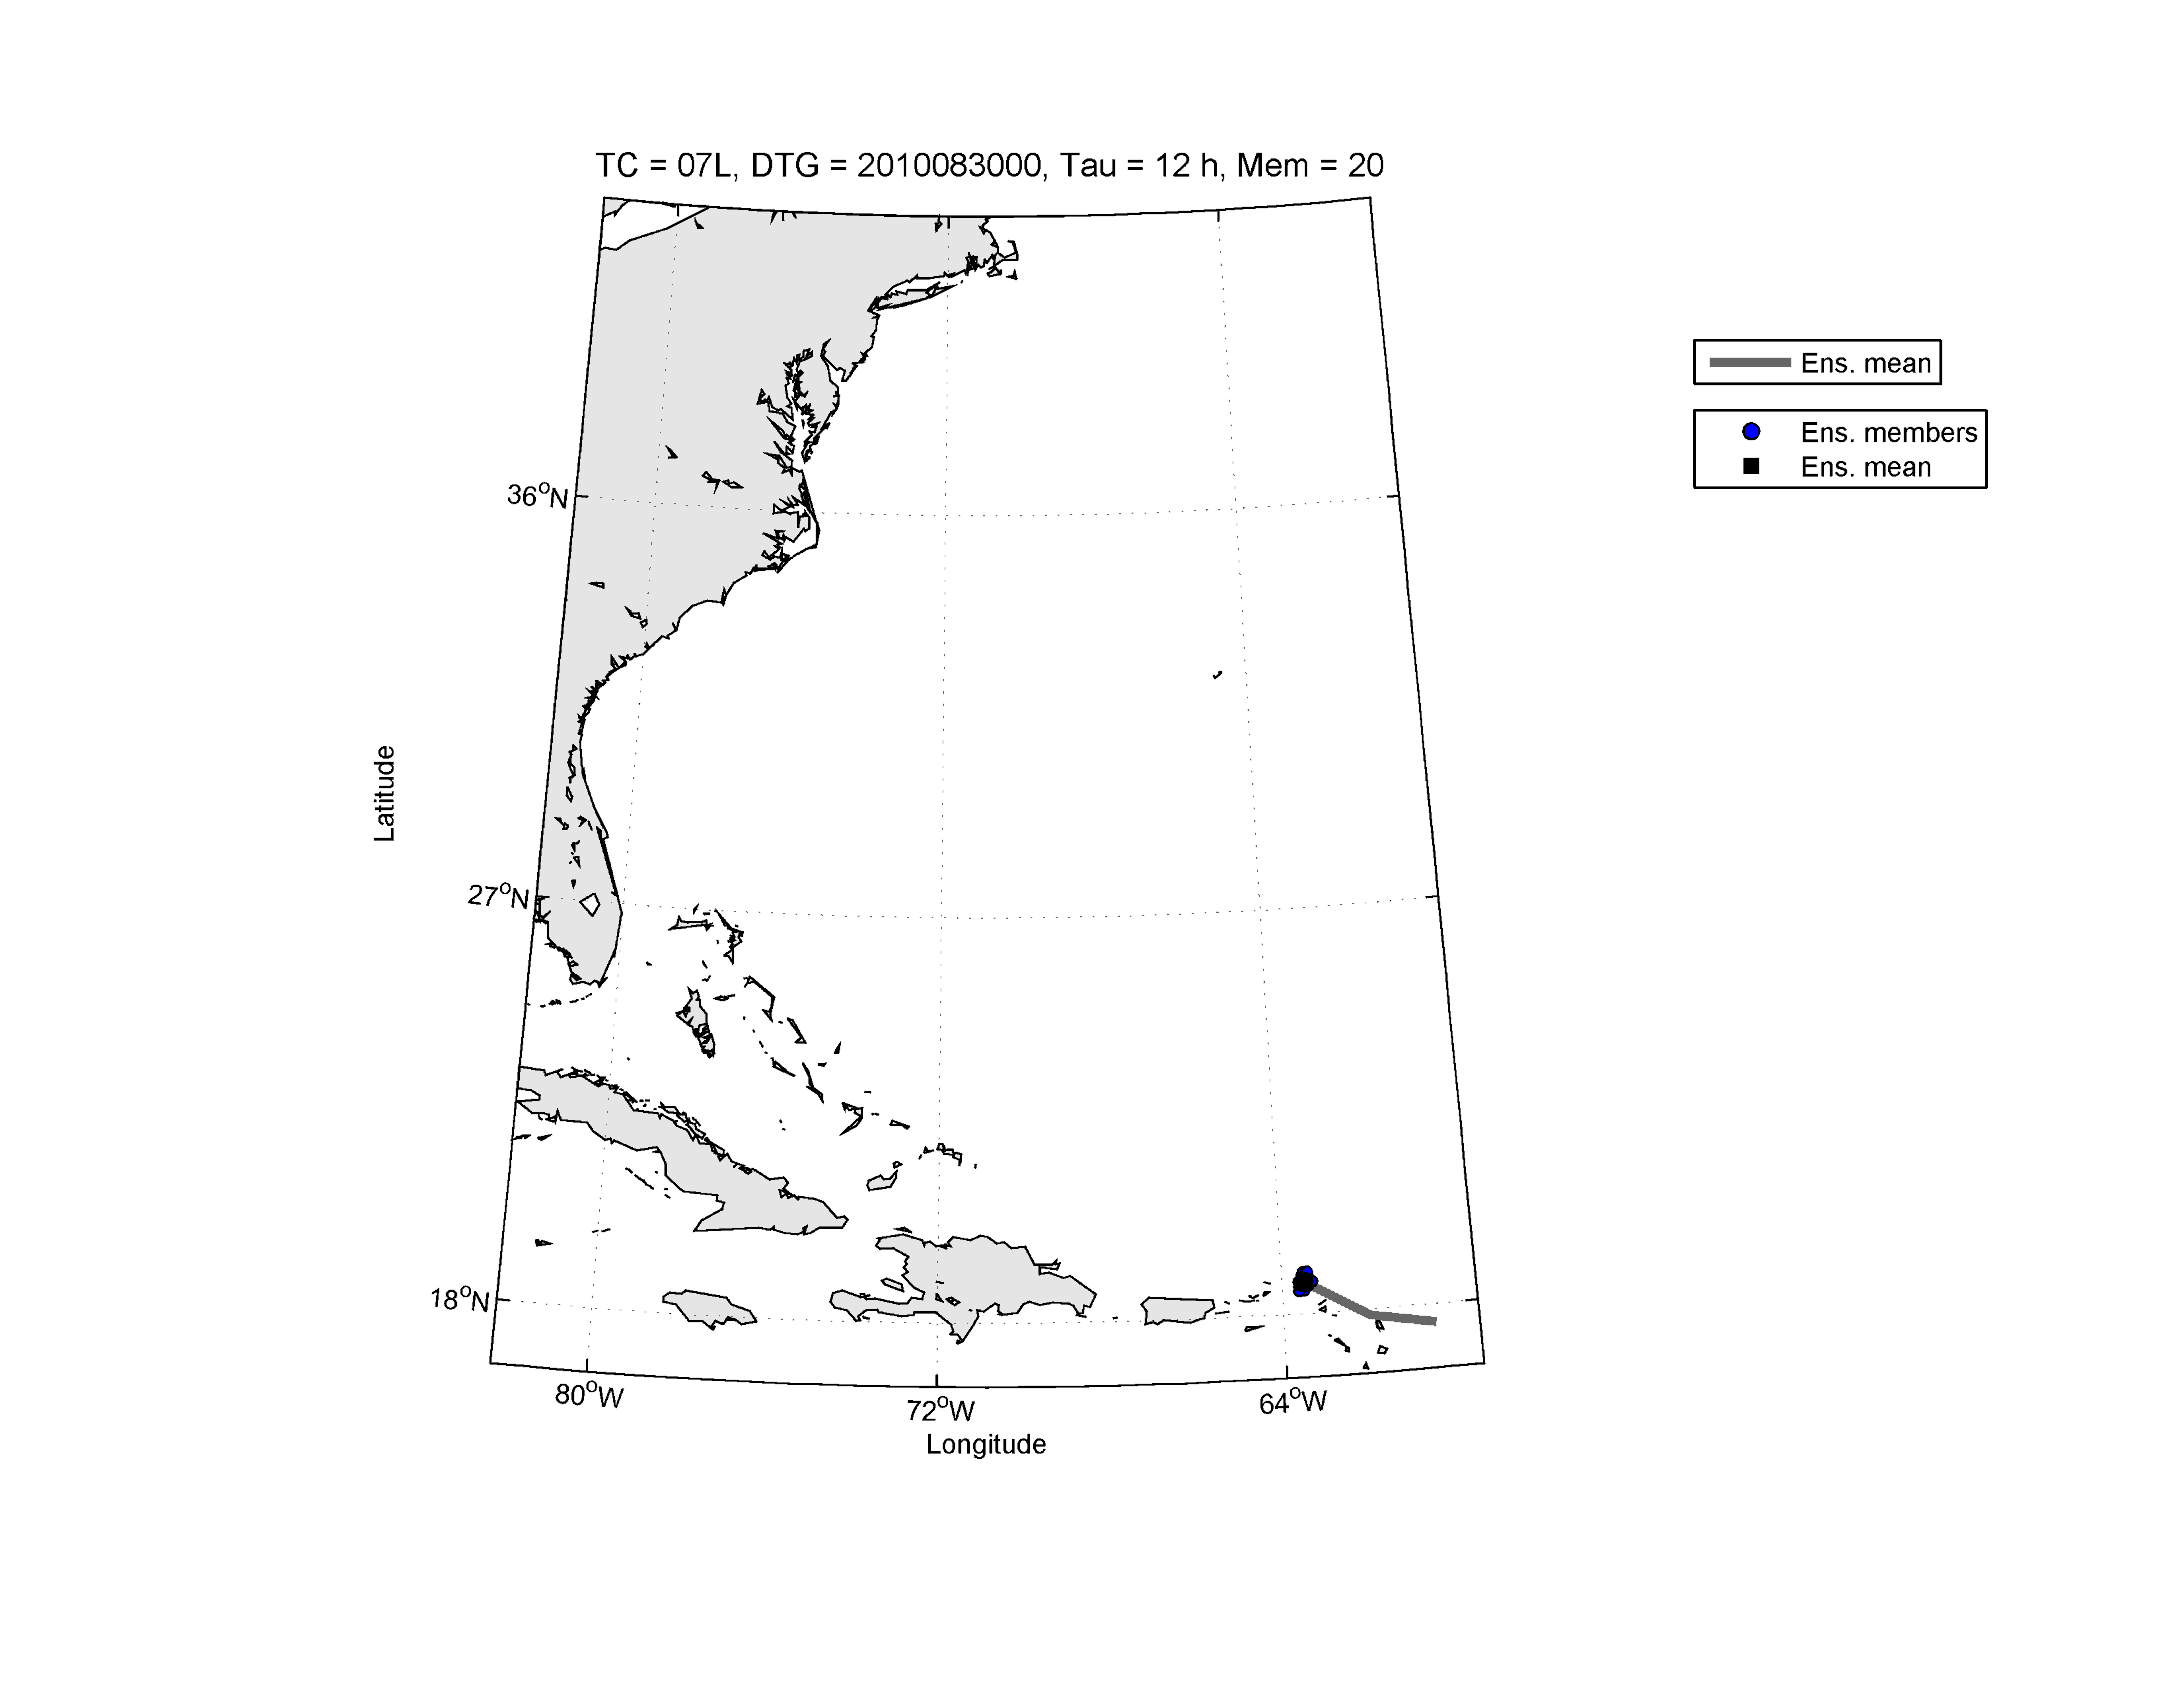 TC = 07L, DTG = 2010083000, Tau = 12 h, Mem = 20
Ens. mean
Ens. members
Ens. mean
36°N
Latitude
27°N
18°N
80°W
72°W
64°W
Longitude